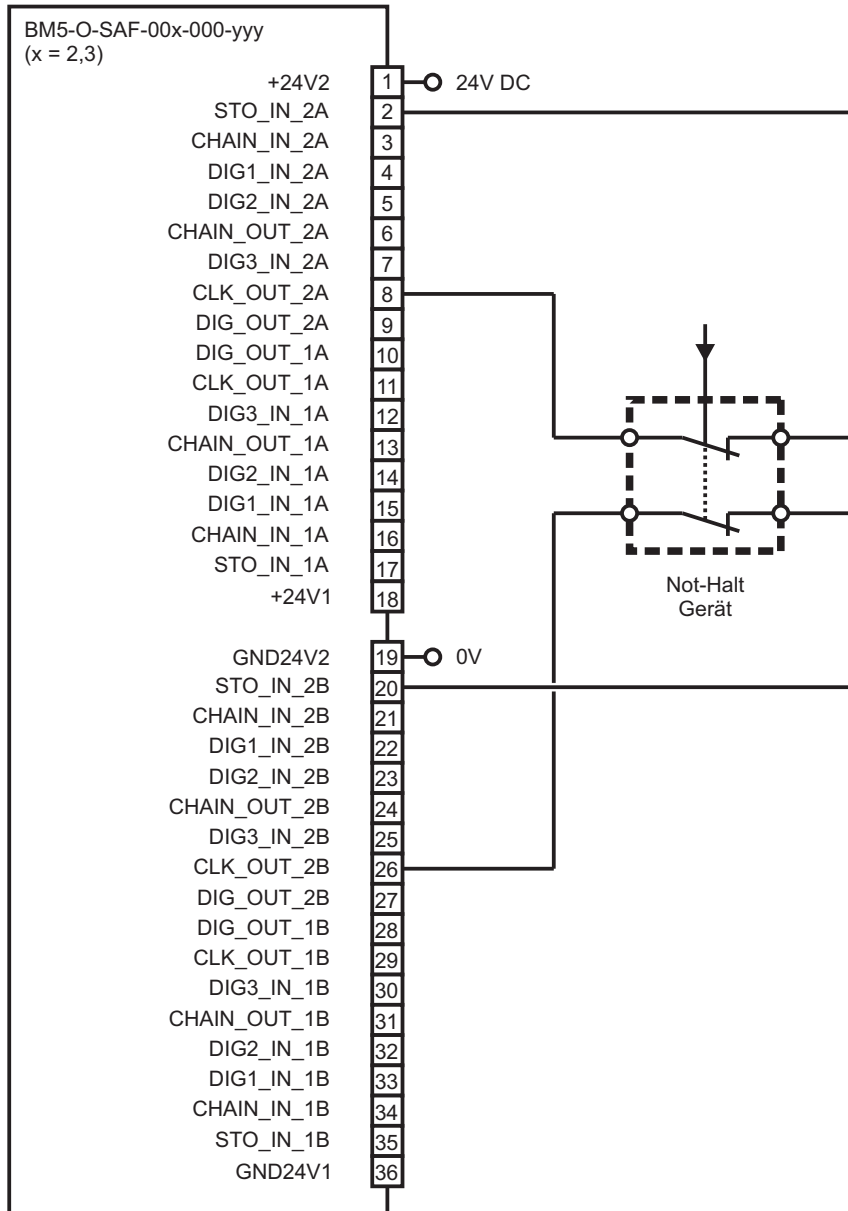 BM5-O-SAF-00x-000-yyy
(x = 2,3)
+24V2 1 24V DC
STO_IN_2A 2
CHAIN_IN_2A 3
DIG1_IN_2A 4
DIG2_IN_2A 5
CHAIN_OUT_2A 6
DIG3_IN_2A 7
CLK_OUT_2A 8
DIG_OUT_2A 9
DIG_OUT_1A 10
CLK_OUT_1A 11
DIG3_IN_1A 12
CHAIN_OUT_1A 13
DIG2_IN_1A 14
DIG1_IN_1A 15
CHAIN_IN_1A 16
STO_IN_1A 17
+24V1 18
Not-Halt
Gerät
GND24V2 19 0V
STO_IN_2B 20
CHAIN_IN_2B 21
DIG1_IN_2B 22
DIG2_IN_2B 23
CHAIN_OUT_2B 24
DIG3_IN_2B 25
CLK_OUT_2B 26
DIG_OUT_2B 27
DIG_OUT_1B 28
CLK_OUT_1B 29
DIG3_IN_1B 30
CHAIN_OUT_1B 31
DIG2_IN_1B 32
DIG1_IN_1B 33
CHAIN_IN_1B 34
STO_IN_1B 35
GND24V1 36